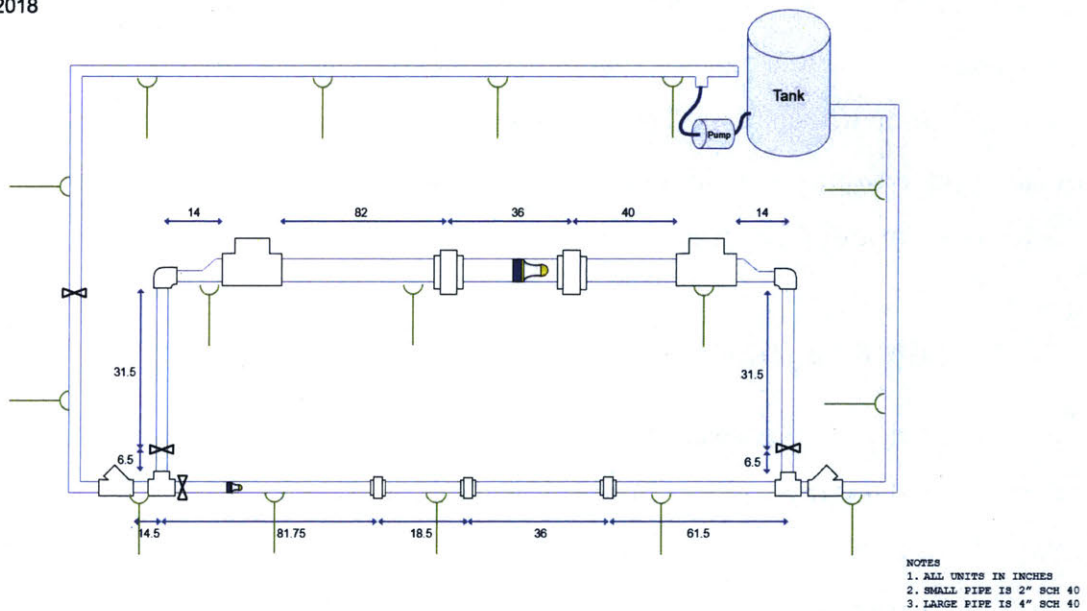 2018
Tank
Pump
14
82
36
40
14
31.5
31.5
6.5
6.5
14.5
81.75
18.5
36
61.5
NOTES
1. ALL UNITS IN INCHES
2. SMALL PIPE IS 2" SCH 40
3. LARGE PIPE IS 4" SCH 40